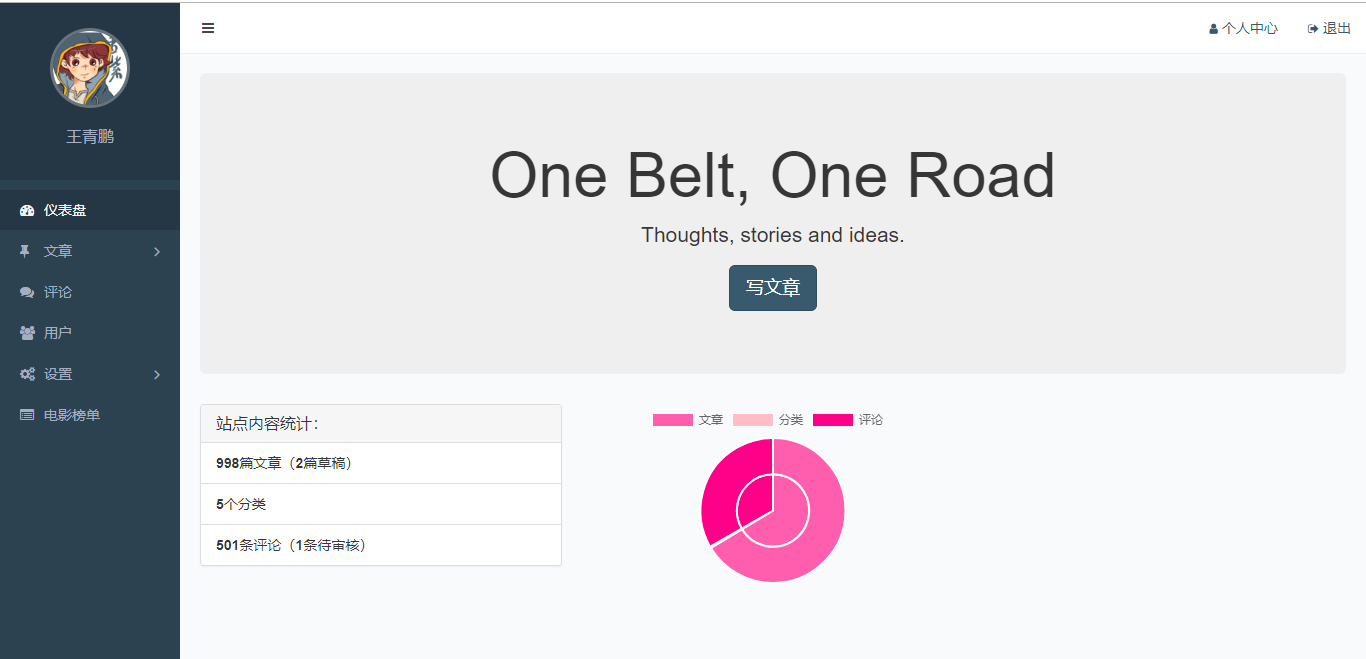 王青鹏
仪表盘
文章
评论
用户
设置
电影榜单
个人中心 退出
One Belt, One Road
Thoughts, stories and ideas.
写文章
站点内容统计：
998篇文章（2篇草稿）
5个分类
501条评论（1条待审核）
文章 分类 评论